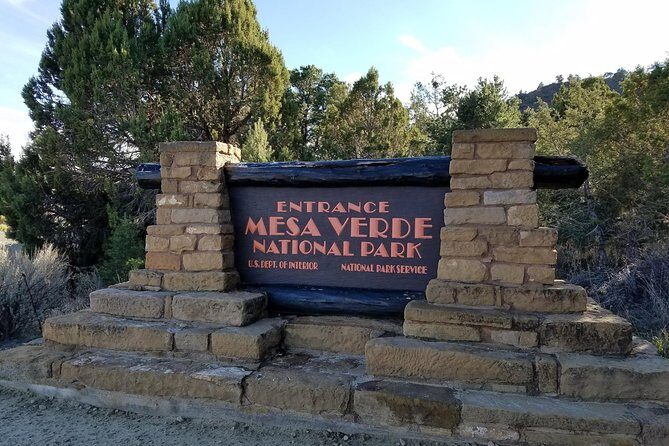 ENTRANCE
MESA VERDE
NATIONAL PARK
U.S. DEPT. OF INTERIOR NATIONAL PARK SERVICE